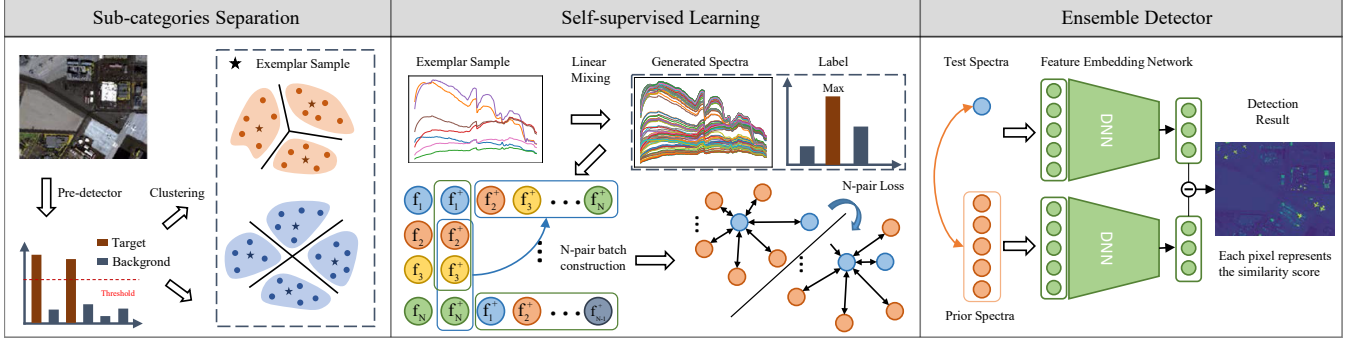 Sub-categories Separation
Exemplar Sample
Pre-detector
Clustering
Target
Backgrond
Threshold
Self-supervised Learning
Exemplar Sample
Linear
Mixing
Generated Spectra
Label
Max
f1 f1+ f2+ f3+ ... fN+
f2 f2+
f3 f3+
fN fN+ f1+ f2+ ... fN-1+
N-pair batch
construction
N-pair Loss
Ensemble Detector
Test Spectra
Feature Embedding Network
DNN
DNN
Prior Spectra
Detection
Result
Each pixel represents
the similarity score